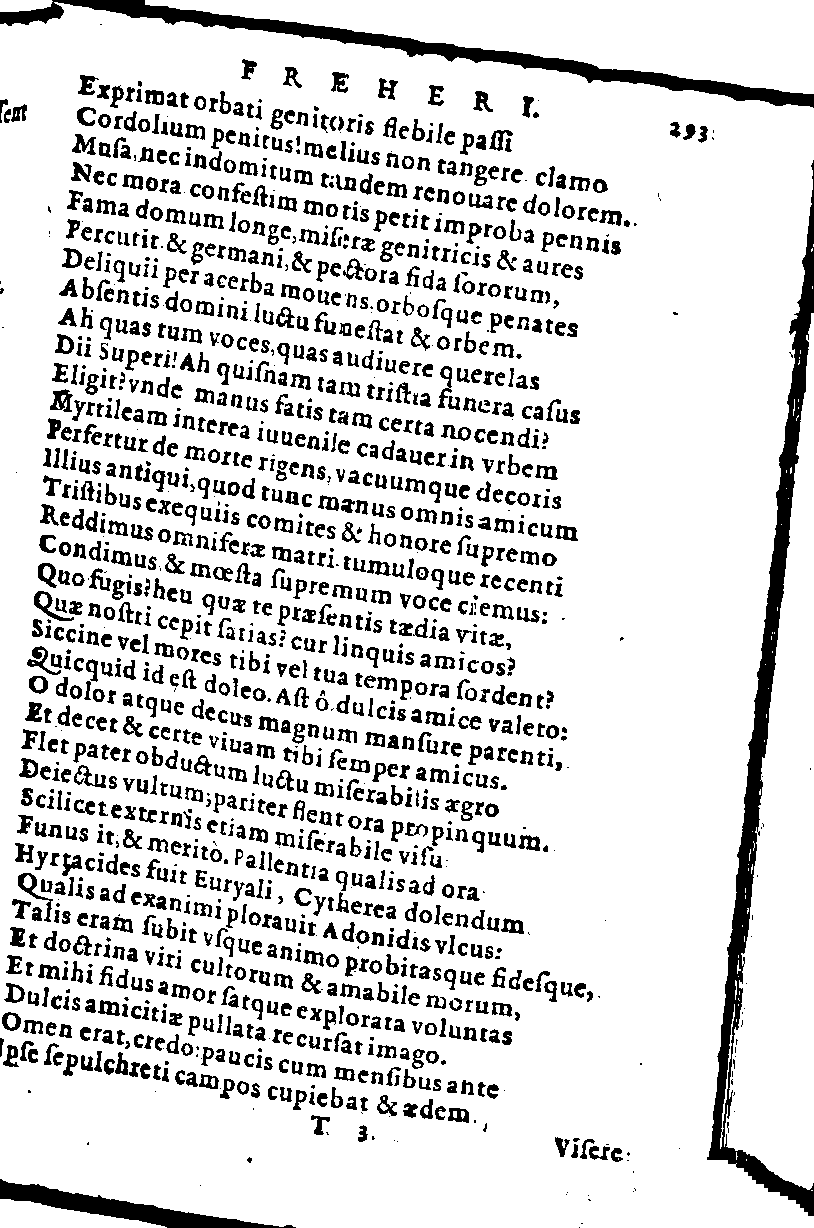 ſent
FREHERI.
293
Exprimat orbati genitoris flebile paſſi
Cordolium penitus! melius non tangere clamo
Muſa, nec indomitum tandem renouare dolorem.
Nec mora confeſtim motis petit improba pennis
Fama domum longe, miſeræ genitricis & aures
Percutit & germani, & pectora fida ſororum,
Deliquii per acerba mouens. orboſque penates
Abſentis domini luctu funeſtat & orbem.
Ah quas tum voces, quas audiuere querelas
Dii Superi! Ah quiſnam tam triſtia funera caſus
Eligit? vnde manus fatis tam certa nocendi?
Myrtileam interea iuuenile cadauer in vrbem
Perfertur de morte rigens, vacuumque decoris
Illius antiqui, quod tunc manus omnis amicum
Triſtibus exequiis comites & honore ſupremo
Reddimus omniferæ matri. tumuloque recenti
Condimus & mœſta ſupremum voce ciemus:
Quo fugis? heu quæ te præſentis tædia vitæ,
Quæ noſtri cepit ſatias? cur linquis amicos?
Siccine vel mores tibi vel tua tempora ſordent?
Quicquid id eſt doleo. Aſt ô dulcis amice valeto:
O dolor atque decus magnum manſure parenti,
Et decet & certe viuam tibi ſemper amicus.
Flet pater obductum luctu miſerabilis ægro
Deiectus vultum; pariter flent ora propinquum.
Scilicet externis etiam miſerabile viſu
Funus it, & meritò. Pallentia qualis ad ora
Hyrtacides fuit Euryali, Cytherea dolendum
Qualis ad exanimi plorauit Adonidis vlcus:
Talis eram ſubit vſque animo probitasque fideſque,
Et doctrina viri cultorum & amabile morum,
Et mihi fidus amor ſatque explorata voluntas
Dulcis amicitiæ pullata recurſat imago.
Omen erat, credo: paucis cum menſibus ante
Ipſe ſepulchreti campos cupiebat & ædem
T 3.
Viſere